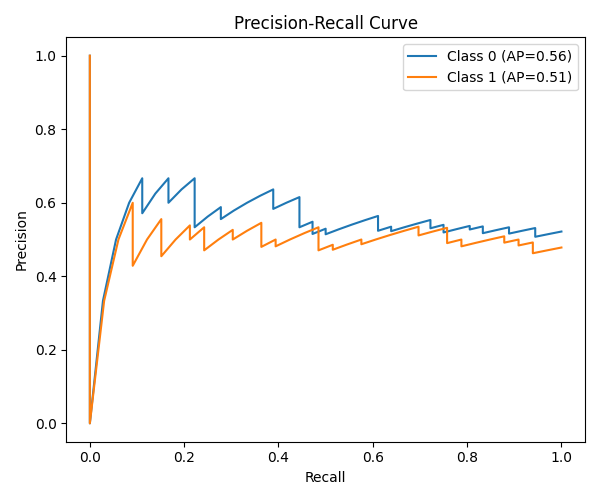 Precision-Recall Curve
Class 0 (AP=0.56)
Class 1 (AP=0.51)
Precision
1.0
0.8
0.6
0.4
0.2
0.0
0.0 0.2 0.4 0.6 0.8 1.0
Recall